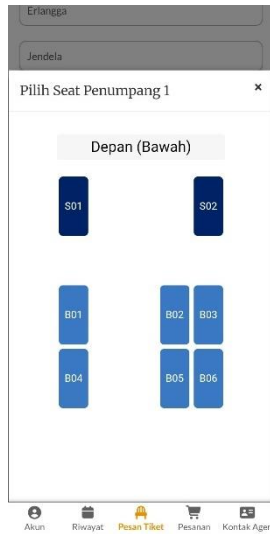 Erlangga
Jendela
Pilih Seat Penumpang 1 ×
Depan (Bawah)
S01 S02
B01 B02 B03
B04 B05 B06
Akun Riwayat Pesan Tiket Pesanan Kontak Agen